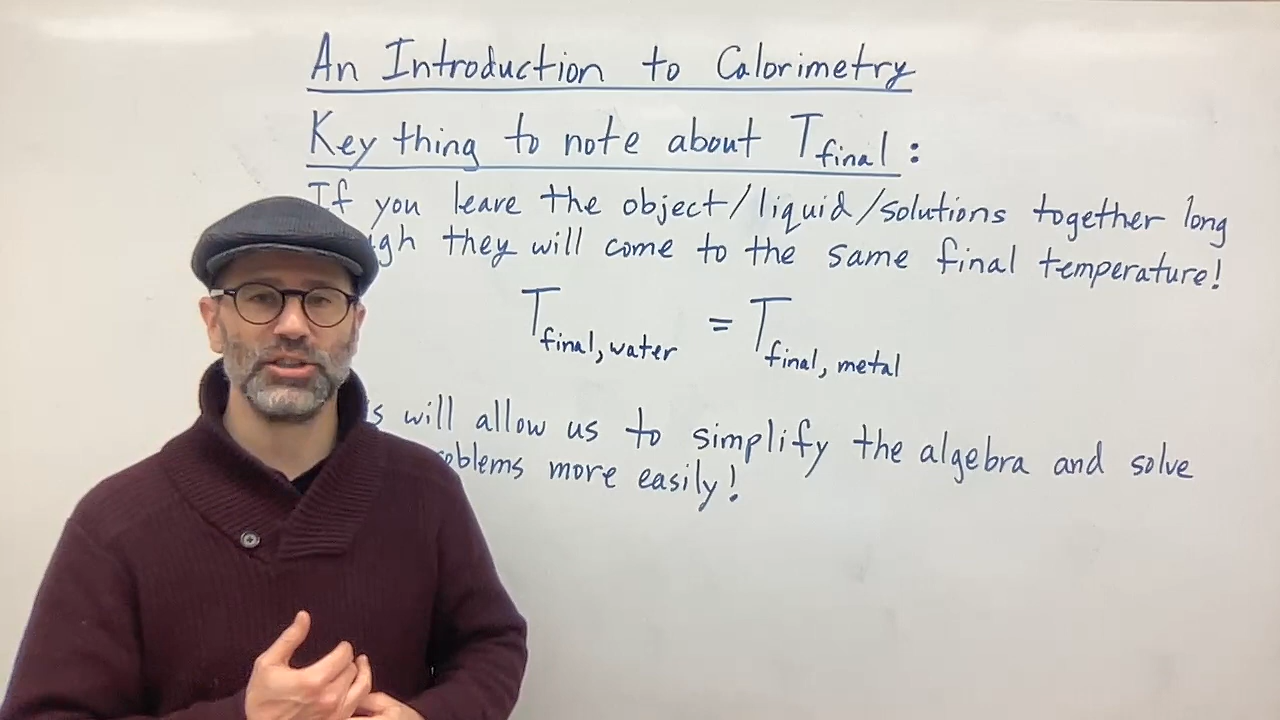 An Introduction to Calorimetry
Key thing to note about T final :
If you leave the object/liquid/solutions together long
they will come to the same final temperature!
T final, water = T final, metal
will allow us to simplify the algebra and solve
more easily!